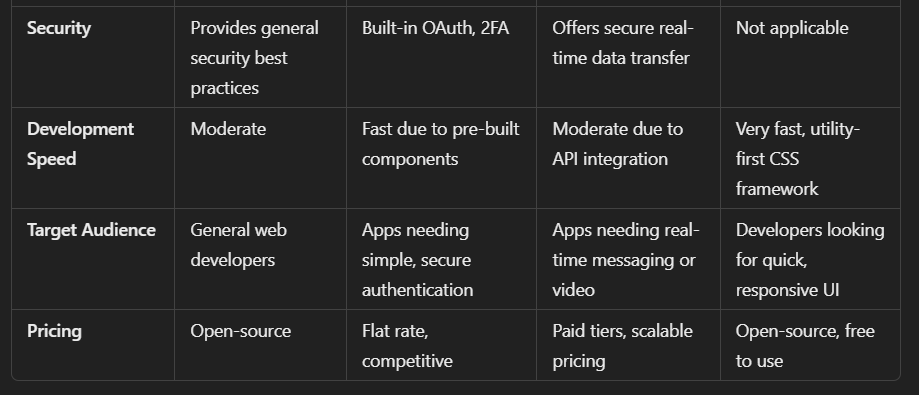 Security
Provides general
security best
practices
Built-in OAuth, 2FA
Offers secure real-
time data transfer
Not applicable
Development
Speed
Moderate
Fast due to pre-built
components
Moderate due to
API integration
Very fast, utility-
first CSS
framework
Target Audience
General web
developers
Apps needing
simple, secure
authentication
Apps needing real-
time messaging or
video
Developers looking
for quick,
responsive UI
Pricing
Open-source
Flat rate,
competitive
Paid tiers, scalable
pricing
Open-source, free
to use